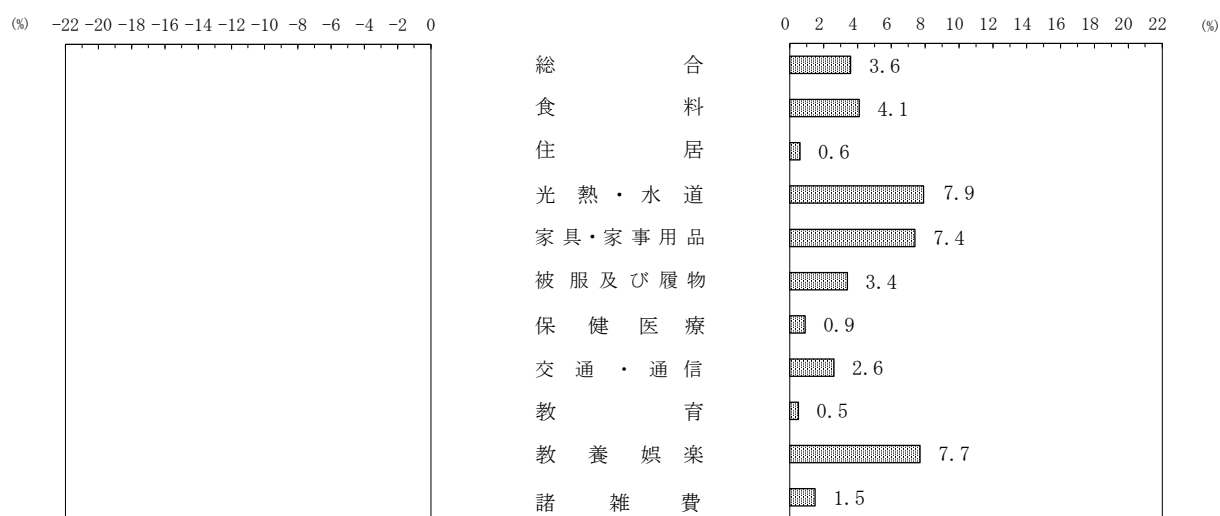 (%) -22 -20 -18 -16 -14 -12 -10 -8 -6 -4 -2 0 0 2 4 6 8 10 12 14 16 18 20 22 (%)
総合 3.6
食料 4.1
住居 0.6
光熱・水道 7.9
家具・家事用品 7.4
被服及び履物 3.4
保健医療 0.9
交通・通信 2.6
教育 0.5
教養娯楽 7.7
諸雑費 1.5